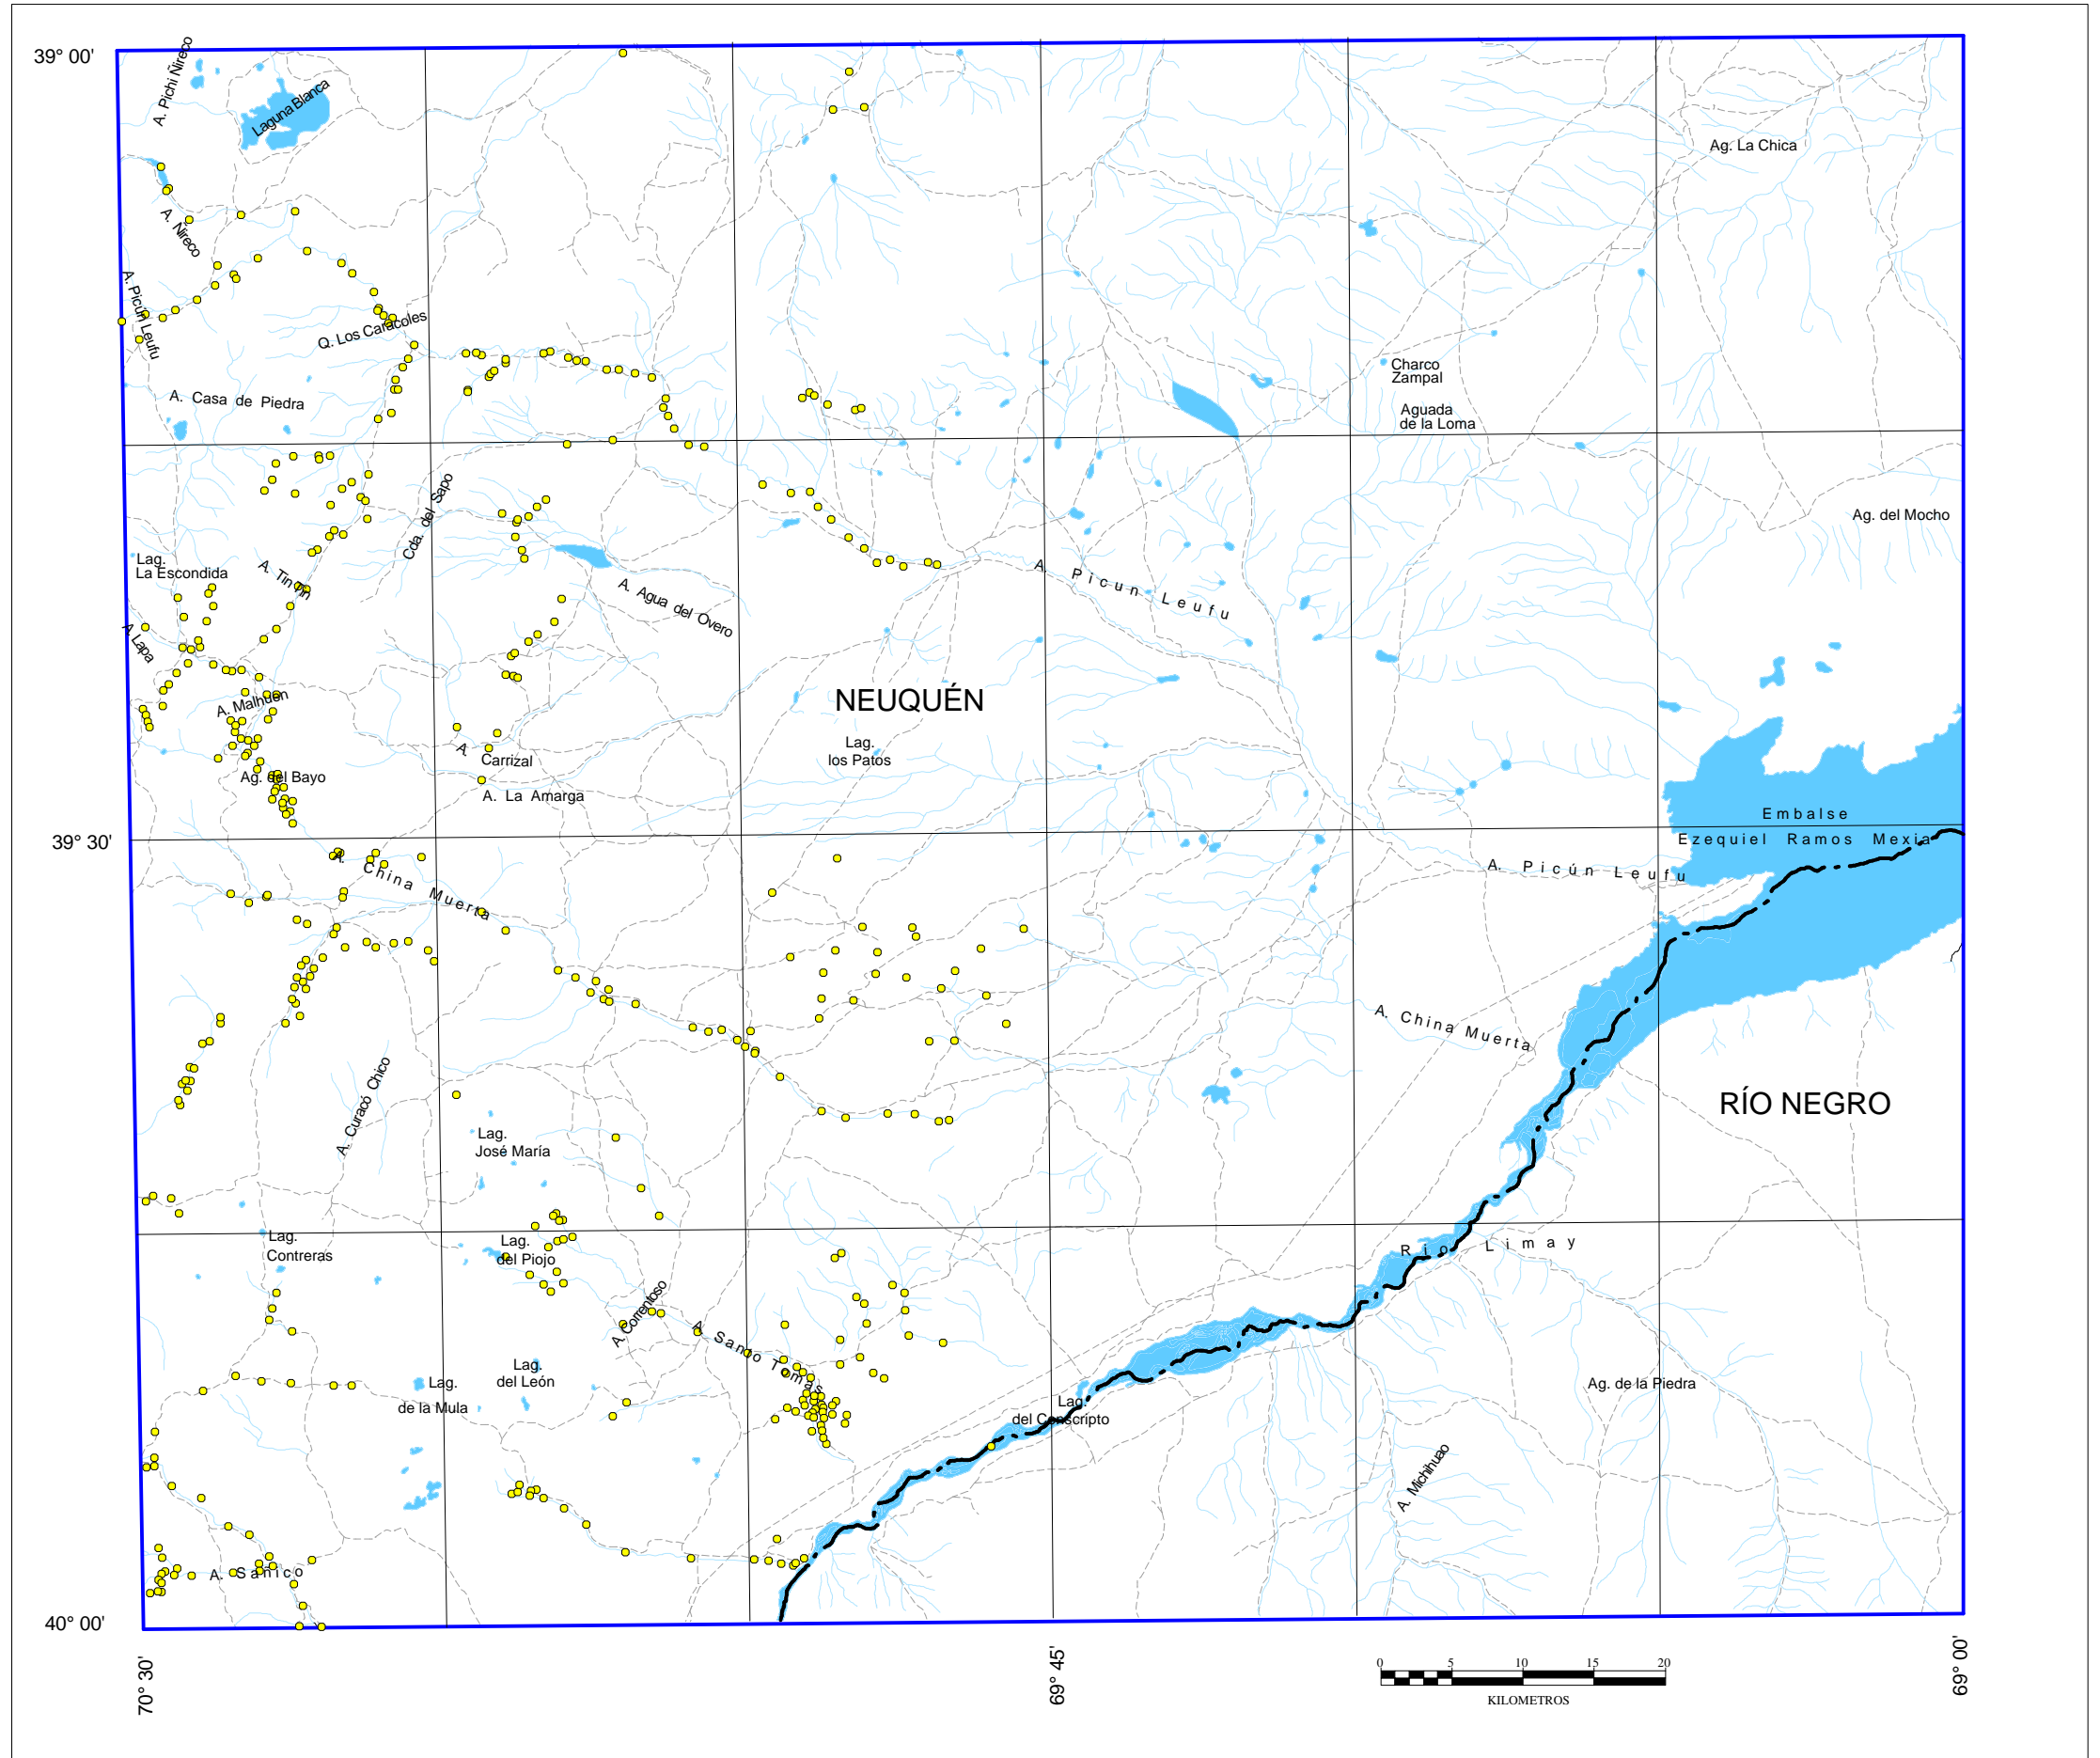 39° 00'
A. Pichi Ñireco
Laguna Blanca
Ag. La Chica
A. Ñireco
A. Picún Leufu
Q. Los Caracoles
Charco
Zampal
A. Casa de Piedra
Aguada
de la Loma
Cda. del Sapo
Ag. del Mocho
Lag.
La Escondida
A. Tin Tin
A. Picun Leufu
A. Agua del Overo
A. Lapa
A. Malhuen
NEUQUÉN
Lag.
los Patos
A. Carrizal
Ag. del Bayo
A. La Amarga
Embalse
Ezequiel Ramos Mexia
39° 30'
A. China Muerta
A. Picún Leufu
A. China Muerta
A. Curacó Chico
RÍO NEGRO
Lag.
José María
Lag.
Contreras
Lag.
del Piojo
Río Limay
A. Correntoso
A. Santo Tomas
Lag.
del León
Lag.
de la Mula
Ag. de la Piedra
Lag.
del Conscripto
A. Michihuao
A. Sañico
40° 00'
70° 30'
69° 45'
69° 00'
0 5 10 15 20
KILOMETROS